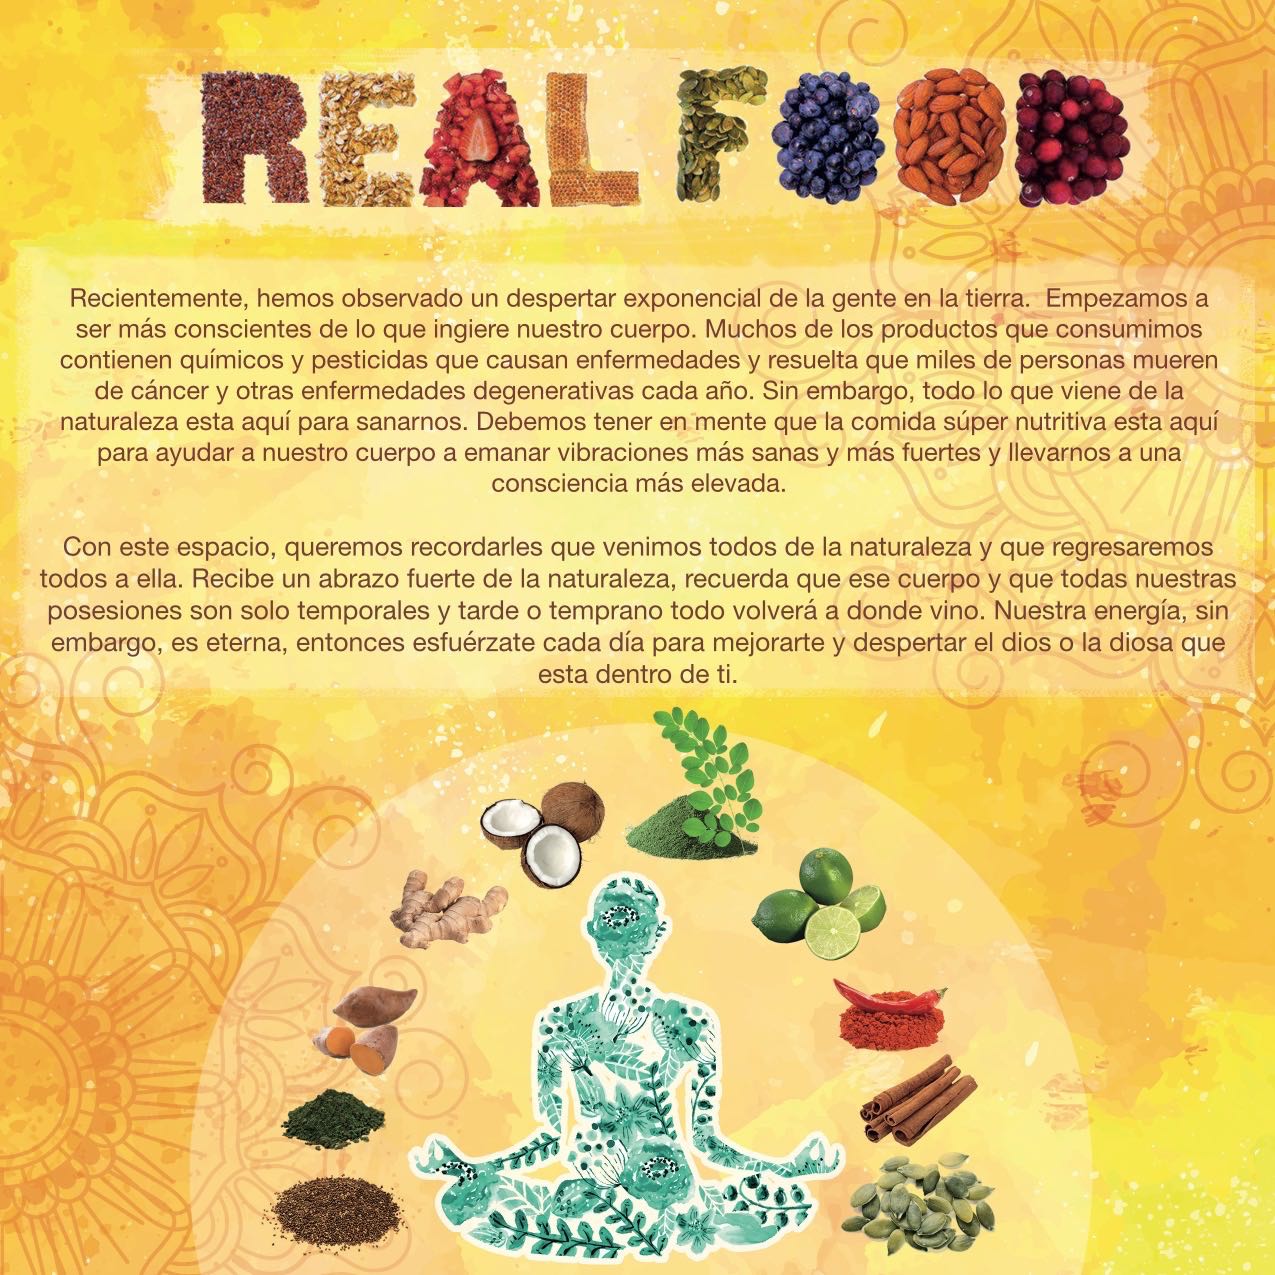 REAL FOOD
Recientemente, hemos observado un despertar exponencial de la gente en la tierra.  Empezamos a
ser más conscientes de lo que ingiere nuestro cuerpo. Muchos de los productos que consumimos
contienen químicos y pesticidas que causan enfermedades y resuelta que miles de personas mueren
de cáncer y otras enfermedades degenerativas cada año. Sin embargo, todo lo que viene de la
naturaleza esta aquí para sanarnos. Debemos tener en mente que la comida súper nutritiva esta aquí
para ayudar a nuestro cuerpo a emanar vibraciones más sanas y más fuertes y llevarnos a una
consciencia más elevada.
Con este espacio, queremos recordarles que venimos todos de la naturaleza y que regresaremos
todos a ella. Recibe un abrazo fuerte de la naturaleza, recuerda que ese cuerpo y que todas nuestras
posesiones son solo temporales y tarde o temprano todo volverá a donde vino. Nuestra energía, sin
embargo, es eterna, entonces esfuérzate cada día para mejorarte y despertar el dios o la diosa que
esta dentro de ti.